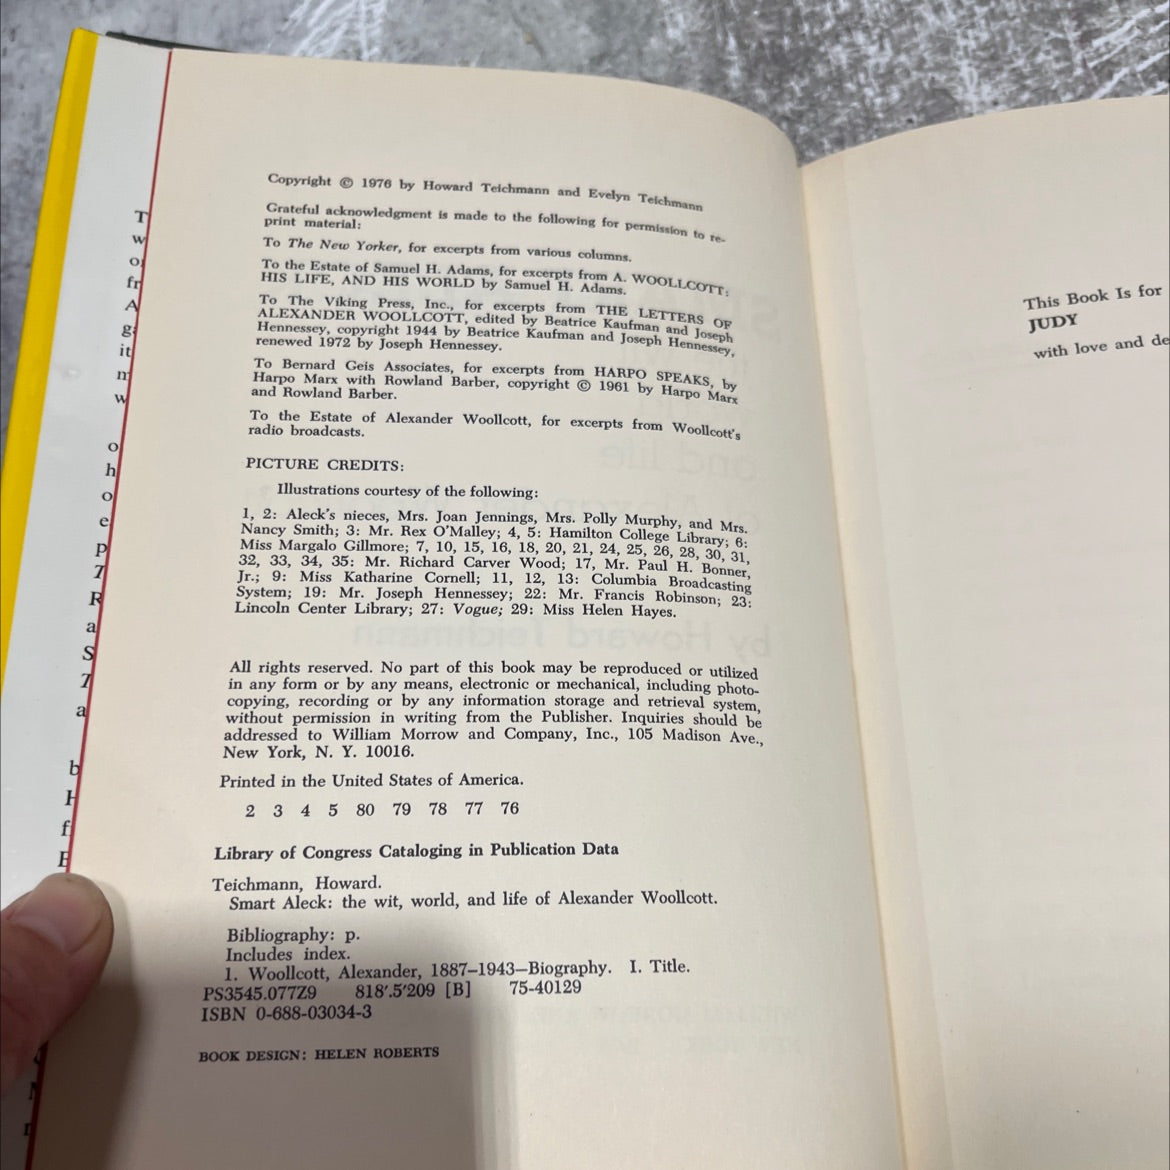 Copyright © 1976 by Howard Teichmann and Evelyn Teichmann
Grateful acknowledgment is made to the following for permission to re-
print material:
To The New Yorker, for excerpts from various columns.
To the Estate of Samuel H. Adams, for excerpts from A. WOOLLCOTT:
HIS LIFE, AND HIS WORLD by Samuel H. Adams.
To The Viking Press, Inc., for excerpts from THE LETTERS OF
ALEXANDER WOOLLCOTT, edited by Beatrice Kaufman and Joseph
Hennessey, copyright 1944 by Beatrice Kaufman and Joseph Hennessey,
renewed 1972 by Joseph Hennessey.
To Bernard Geis Associates, for excerpts from HARPO SPEAKS, by
Harpo Marx with Rowland Barber, copyright © 1961 by Harpo Marx
and Rowland Barber.
To the Estate of Alexander Woollcott, for excerpts from Woollcott's
radio broadcasts.
PICTURE CREDITS:
Illustrations courtesy of the following:
1, 2: Aleck's nieces, Mrs. Joan Jennings, Mrs. Polly Murphy, and Mrs.
Nancy Smith; 3: Mr. Rex O'Malley; 4, 5: Hamilton College Library; 6:
Miss Margalo Gillmore; 7, 10, 15, 16, 18, 20, 21, 24, 25, 26, 28, 30, 31,
32, 33, 34, 35: Mr. Richard Carver Wood; 17, Mr. Paul H. Bonner,
Jr.; 9: Miss Katharine Cornell; 11, 12, 13: Columbia Broadcasting
System; 19: Mr. Joseph Hennessey; 22: Mr. Francis Robinson; 23:
Lincoln Center Library; 27: Vogue; 29: Miss Helen Hayes.
All rights reserved. No part of this book may be reproduced or utilized
in any form or by any means, electronic or mechanical, including photo-
copying, recording or by any information storage and retrieval system,
without permission in writing from the Publisher. Inquiries should be
addressed to William Morrow and Company, Inc., 105 Madison Ave.,
New York, N. Y. 10016.
Printed in the United States of America.
2 3 4 5 80 79 78 77 76
Library of Congress Cataloging in Publication Data
Teichmann, Howard.
Smart Aleck: the wit, world, and life of Alexander Woollcott.
Bibliography: p.
Includes index.
1. Woollcott, Alexander, 1887–1943—Biography. I. Title.
PS3545.O77Z9 818'.5'209 [B] 75-40129
ISBN 0-688-03034-3
BOOK DESIGN: HELEN ROBERTS
This Book Is for
JUDY
with love and de